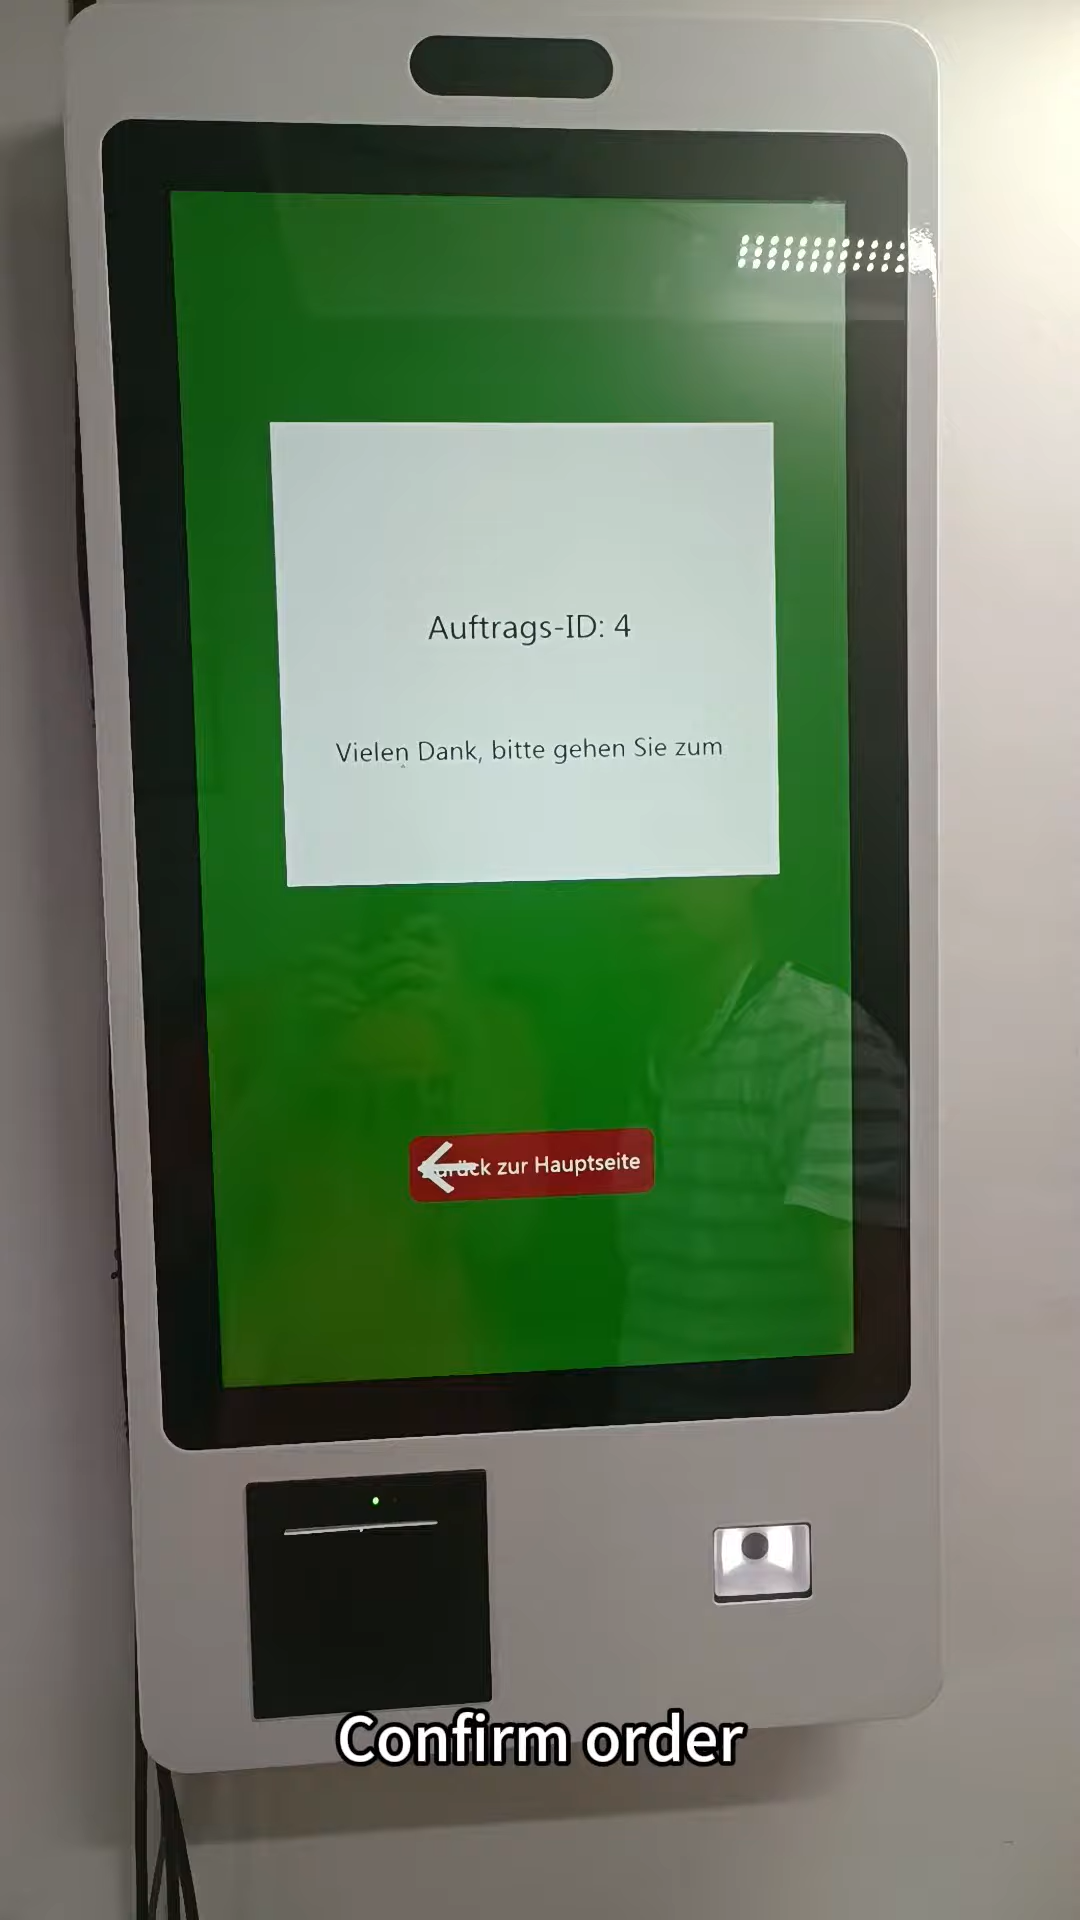 Auftrags-ID: 4
Vielen Dank, bitte gehen Sie zum
zur Hauptseite
Confirm order